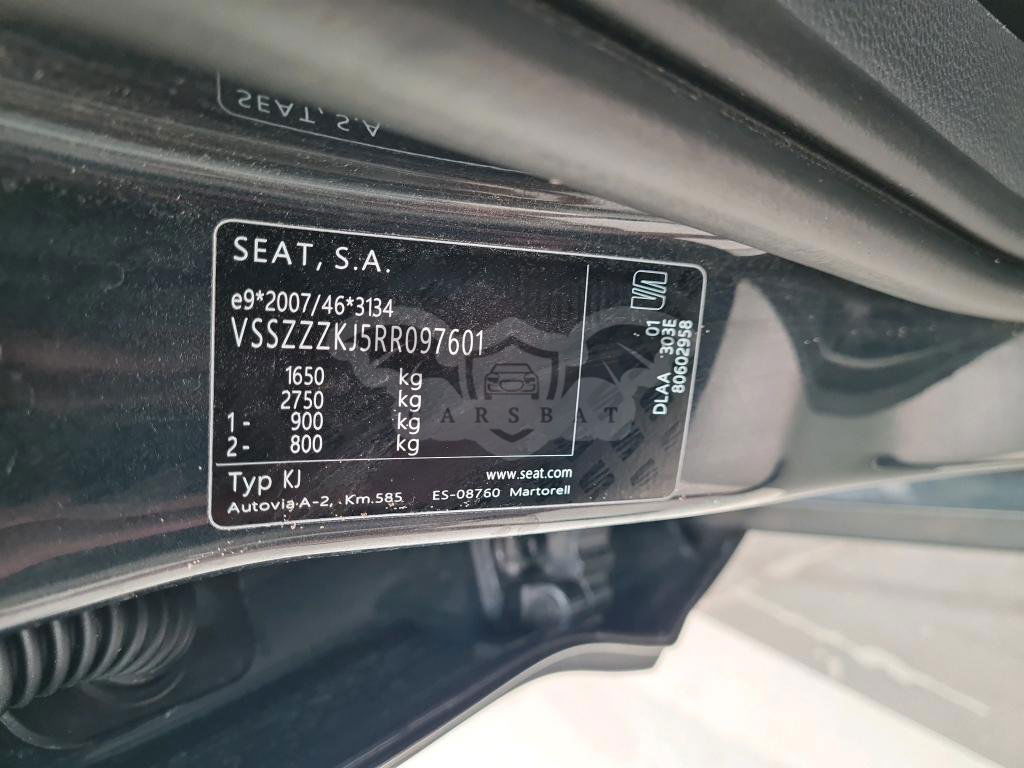 SEAT, S.A
SEAT, S.A.
e9*2007/46*3134
VSSZZZKJ5RR097601
1650 kg
2750 kg
1- 900 kg
2- 800 kg
Typ KJ
www.seat.com
Autovia A-2, Km.585 ES-08760 Martorell
01
DLAA 303E
80602958
ARSBAT